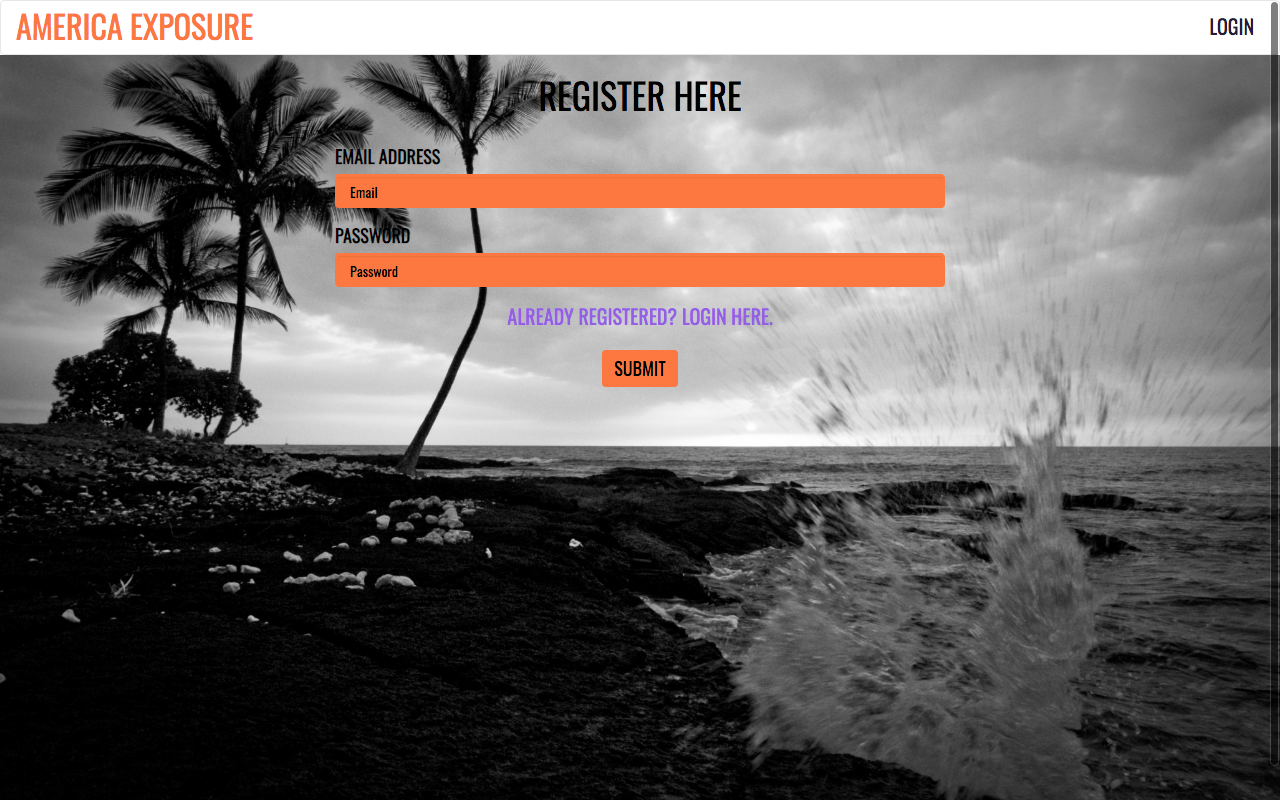 AMERICA EXPOSURE
LOGIN
REGISTER HERE
EMAIL ADDRESS
Email
PASSWORD
Password
ALREADY REGISTERED? LOGIN HERE.
SUBMIT